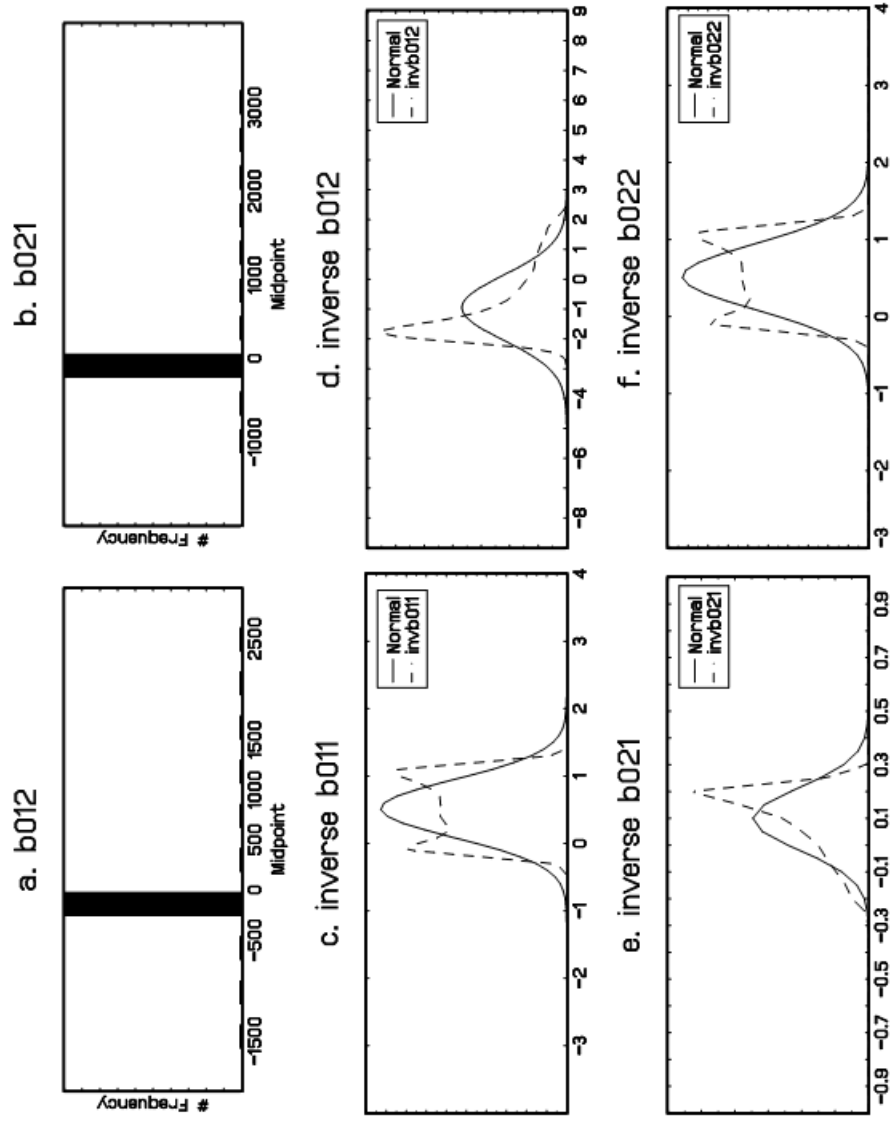 a. b012
# Frequency
-1500 -500 0 500 1000 1500 2500
Midpoint
b. b021
# Frequency
-1000 0 1000 2000 3000
Midpoint
c. inverse b011
Normal
invb011
-3 -2 -1 0 1 2 3 4
d. inverse b012
Normal
invb012
-8 -6 -4 -2 -1 0 1 2 3 4 5 6 7 8 9
e. inverse b021
Normal
invb021
-0.9 -0.7 -0.5 -0.3 -0.1 0.1 0.3 0.5 0.7 0.9
f. inverse b022
Normal
invb022
-3 -2 -1 0 1 2 4